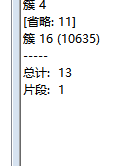 簇 4
[省略: 11]
簇 16 (10635)
-----
总计:  13
片段:  1